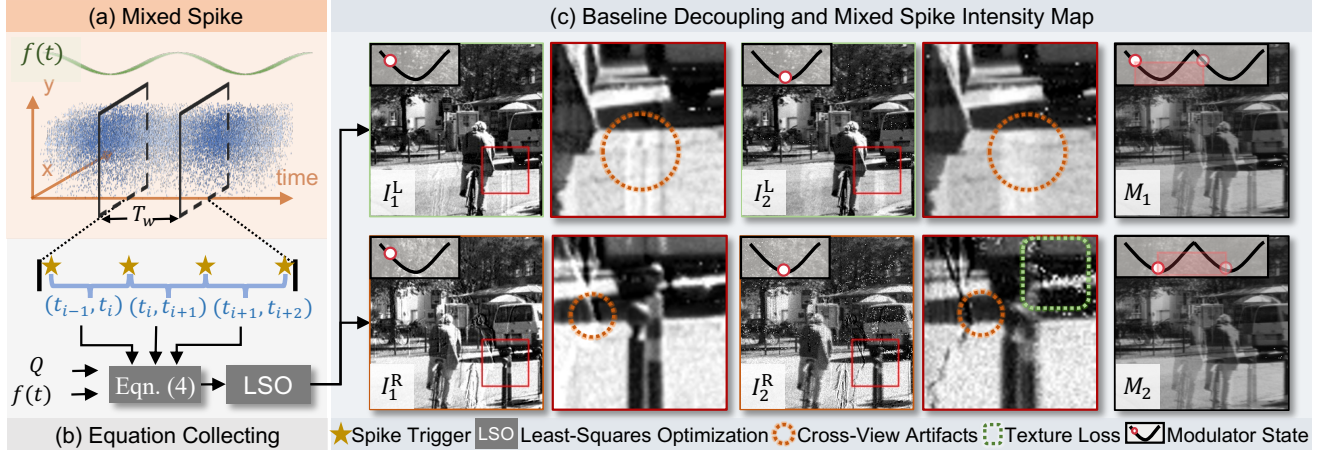 (a) Mixed Spike
f(t)
y
x
time
T_w
(t_{i-1}, t_i) (t_i, t_{i+1}) (t_{i+1}, t_{i+2})
Q
f(t)
Eqn. (4)
LSO
(b) Equation Collecting
(c) Baseline Decoupling and Mixed Spike Intensity Map
I_1^L
I_2^L
M_1
I_1^R
I_2^R
M_2
Spike Trigger LSO Least-Squares Optimization Cross-View Artifacts Texture Loss Modulator State